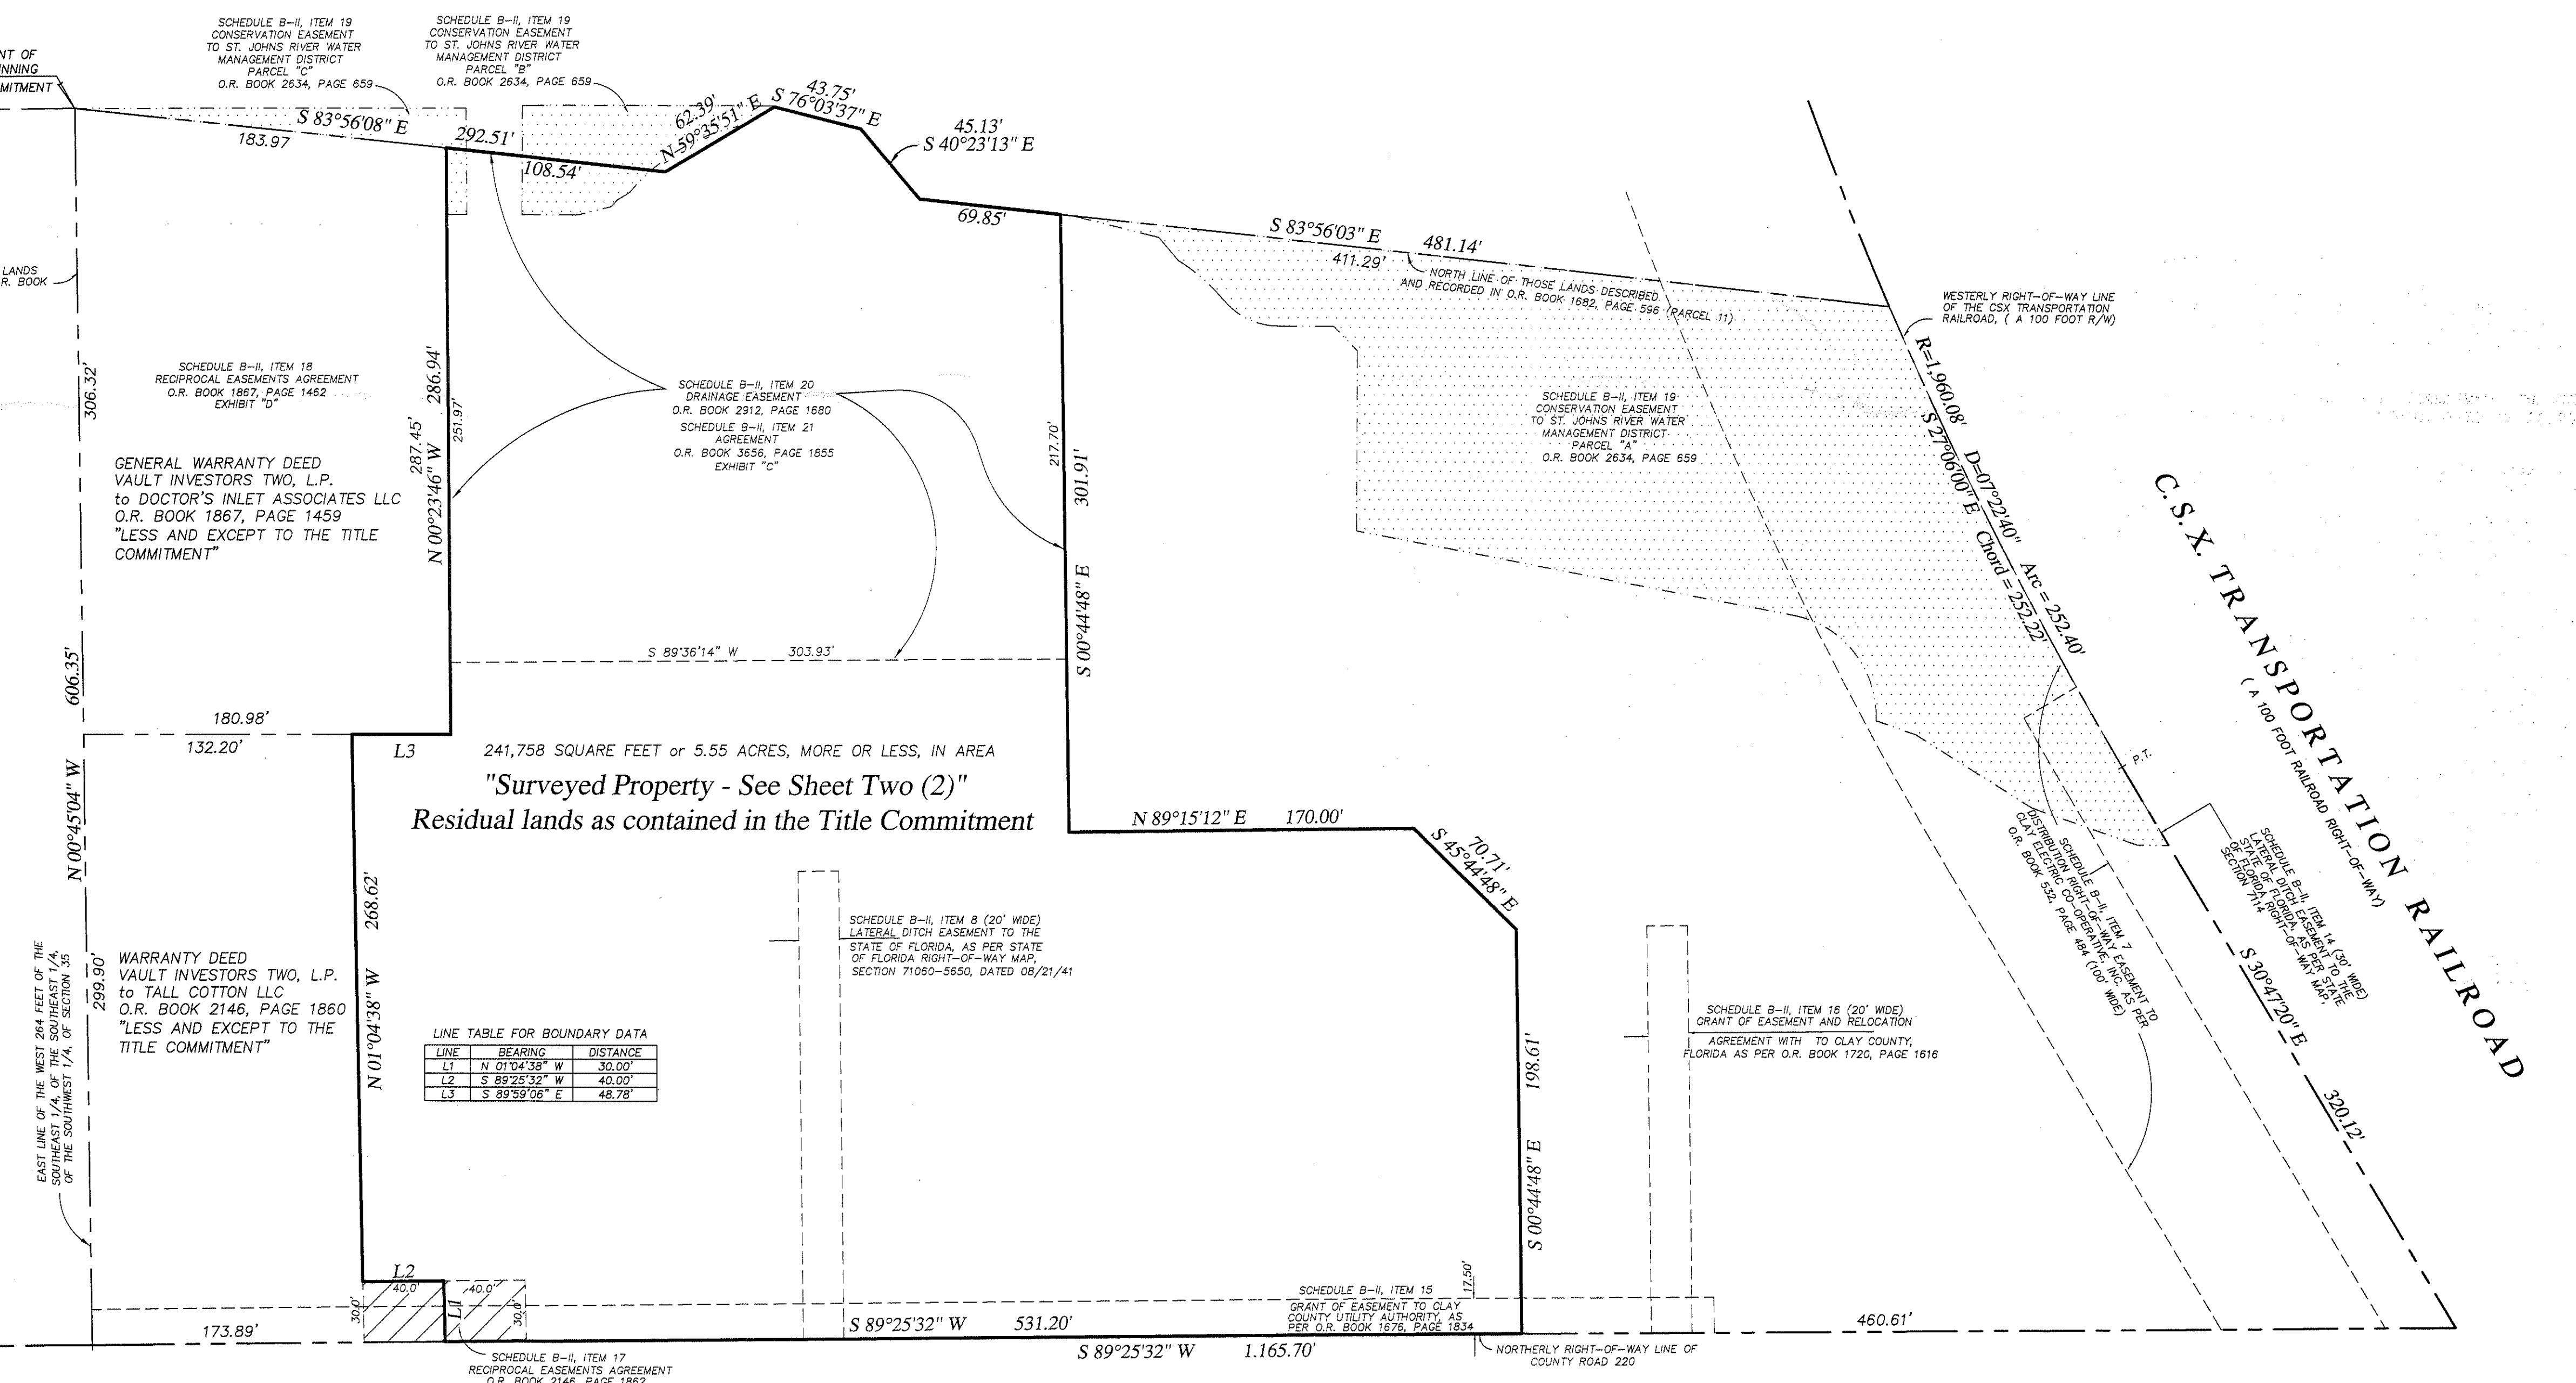 SCHEDULE B-II, ITEM 19
CONSERVATION EASEMENT
TO ST. JOHNS RIVER WATER
MANAGEMENT DISTRICT
PARCEL "C"
O.R. BOOK 2634, PAGE 659
SCHEDULE B-II, ITEM 19
CONSERVATION EASEMENT
TO ST. JOHNS RIVER WATER
MANAGEMENT DISTRICT
PARCEL "B"
O.R. BOOK 2634, PAGE 659
NT OF
NNING
MITMENT
S 83°56'08" E
292.51'
183.97
108.54'
62.39'
N 59°35'51" E
43.75'
S 76°03'37" E
45.13'
S 40°23'13" E
69.85'
S 83°56'03" E
481.14'
411.29'
NORTH LINE OF THOSE LANDS DESCRIBED
AND RECORDED IN O.R. BOOK 1682, PAGE 596 (PARCEL 11)
WESTERLY RIGHT-OF-WAY LINE
OF THE CSX TRANSPORTATION
RAILROAD, ( A 100 FOOT R/W)
LANDS
R. BOOK
306.32'
SCHEDULE B-II, ITEM 18
RECIPROCAL EASEMENTS AGREEMENT
O.R. BOOK 1867, PAGE 1462
EXHIBIT "D"
GENERAL WARRANTY DEED
VAULT INVESTORS TWO, L.P.
to DOCTOR'S INLET ASSOCIATES LLC
O.R. BOOK 1867, PAGE 1459
"LESS AND EXCEPT TO THE TITLE
COMMITMENT"
287.45'
N 00°23'46" W 286.94'
251.97'
SCHEDULE B-II, ITEM 20
DRAINAGE EASEMENT
O.R. BOOK 2912, PAGE 1680
SCHEDULE B-II, ITEM 21
AGREEMENT
O.R. BOOK 3656, PAGE 1855
EXHIBIT "C"
217.70'
S 00°44'48" E 301.91'
SCHEDULE B-II, ITEM 19
CONSERVATION EASEMENT
TO ST. JOHNS RIVER WATER
MANAGEMENT DISTRICT
PARCEL "A"
O.R. BOOK 2634, PAGE 659
R=1,960.08' D=07°22'40" Arc = 252.40'
S 27°06'00" E Chord = 252.22'
C.S.X. TRANSPORTATION RAILROAD
( A 100 FOOT RAILROAD RIGHT-OF-WAY)
P.T.
S 89°36'14" W 303.93'
606.35'
N 00°45'04" W
180.98'
132.20'
L3
241,758 SQUARE FEET or 5.55 ACRES, MORE OR LESS, IN AREA
"Surveyed Property - See Sheet Two (2)"
Residual lands as contained in the Title Commitment
N 89°15'12" E 170.00'
70.71'
S 45°44'48" E
SCHEDULE B-II, ITEM 7
DISTRIBUTION RIGHT-OF-WAY EASEMENT TO
CLAY ELECTRIC CO-OPERATIVE, INC. AS PER
O.R. BOOK 532, PAGE 484 (100' WIDE)
SCHEDULE B-II, ITEM 14 (30' WIDE)
LATERAL DITCH EASEMENT TO THE
STATE OF FLORIDA, AS PER STATE
OF FLORIDA RIGHT-OF-WAY MAP,
SECTION 7114
S 30°47'20" E 320.12'
EAST LINE OF THE WEST 264 FEET OF THE
SOUTHEAST 1/4, OF THE SOUTHEAST 1/4,
OF THE SOUTHWEST 1/4, OF SECTION 35
299.90'
WARRANTY DEED
VAULT INVESTORS TWO, L.P.
to TALL COTTON LLC
O.R. BOOK 2146, PAGE 1860
"LESS AND EXCEPT TO THE
TITLE COMMITMENT"
N 01°04'38" W 268.62'
SCHEDULE B-II, ITEM 8 (20' WIDE)
LATERAL DITCH EASEMENT TO THE
STATE OF FLORIDA, AS PER STATE
OF FLORIDA RIGHT-OF-WAY MAP,
SECTION 71060-5650, DATED 08/21/41
LINE TABLE FOR BOUNDARY DATA
LINE BEARING DISTANCE
L1 N 01°04'38" W 30.00'
L2 S 89°25'32" W 40.00'
L3 S 89°59'06" E 48.78'
S 00°44'48" E 198.61'
SCHEDULE B-II, ITEM 16 (20' WIDE)
GRANT OF EASEMENT AND RELOCATION
AGREEMENT WITH TO CLAY COUNTY,
FLORIDA AS PER O.R. BOOK 1720, PAGE 1616
L2
40.0'
40.0'
30.0'
L1
30.0'
173.89'
SCHEDULE B-II, ITEM 15
GRANT OF EASEMENT TO CLAY
COUNTY UTILITY AUTHORITY, AS
PER O.R. BOOK 1676, PAGE 1834
17.50'
S 89°25'32" W 531.20'
460.61'
S 89°25'32" W 1.165.70'
NORTHERLY RIGHT-OF-WAY LINE OF
COUNTY ROAD 220
SCHEDULE B-II, ITEM 17
RECIPROCAL EASEMENTS AGREEMENT
O.R. BOOK 2146, PAGE 1862